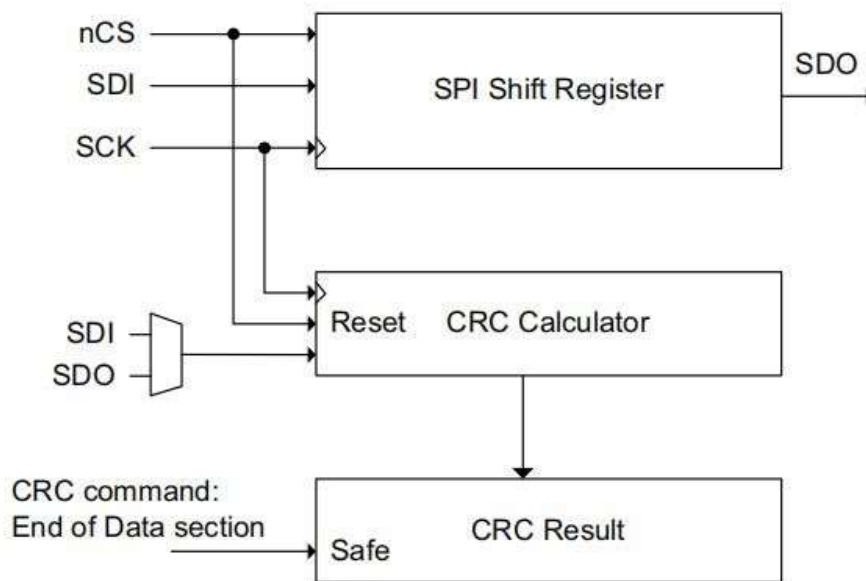 nCS
SDI
SCK
SPI Shift Register
SDO
Reset
CRC Calculator
SDI
SDO
CRC command:
End of Data section
Safe
CRC Result